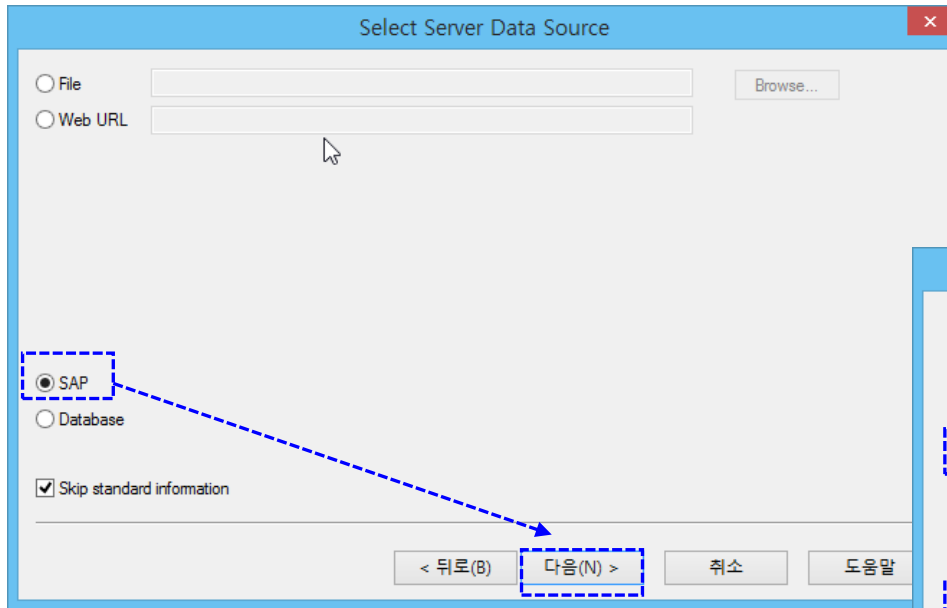 Select Server Data Source
File
Browse...
Web URL
SAP
Database
Skip standard information
< 뒤로(B) 다음(N) > 취소 도움말